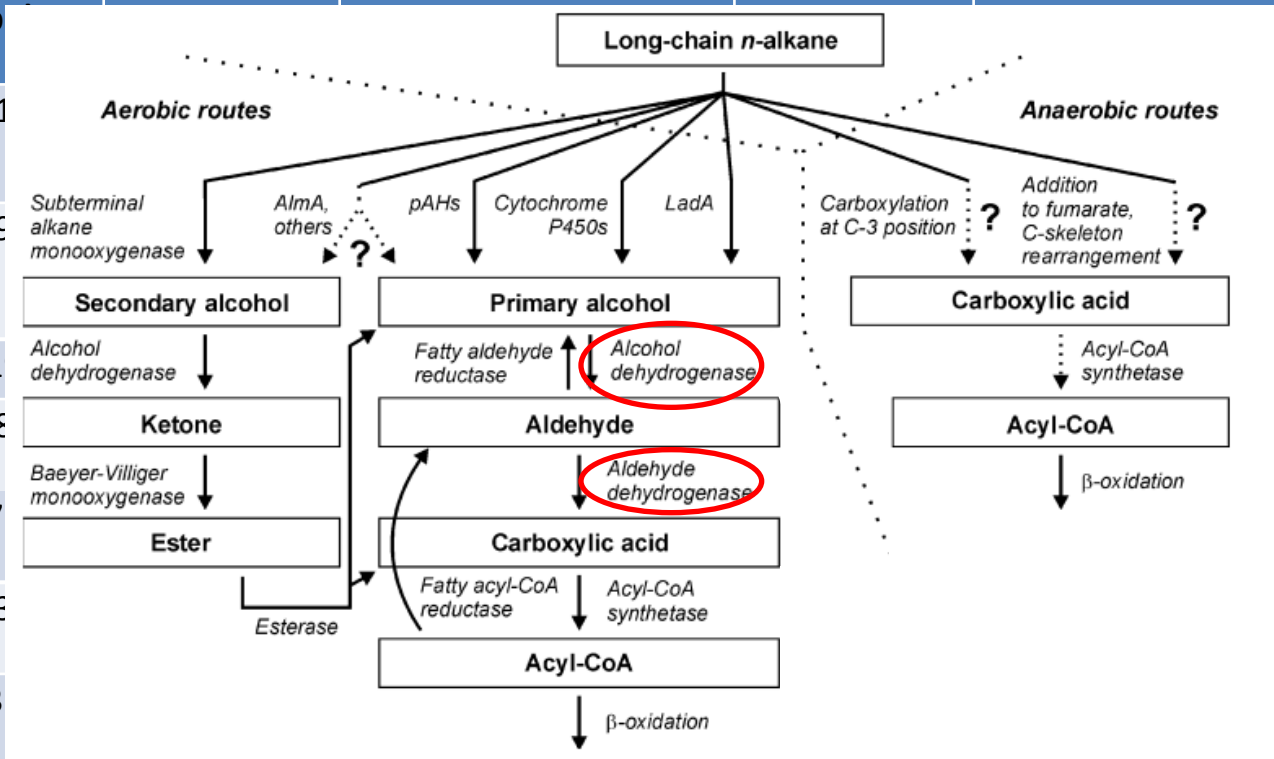 Long-chain n-alkane
Aerobic routes
Anaerobic routes
Subterminal
alkane
monooxygenase
AlmA,
others
?
pAHs
Cytochrome
P450s
LadA
Carboxylation
at C-3 position
?
Addition
to fumarate,
C-skeleton
rearrangement
?
Secondary alcohol
Primary alcohol
Carboxylic acid
Alcohol
dehydrogenase
Fatty aldehyde
reductase
Alcohol
dehydrogenase
Acyl-CoA
synthetase
Ketone
Aldehyde
Acyl-CoA
Baeyer-Villiger
monooxygenase
Aldehyde
dehydrogenase
β-oxidation
Ester
Carboxylic acid
Esterase
Fatty acyl-CoA
reductase
Acyl-CoA
synthetase
Acyl-CoA
β-oxidation